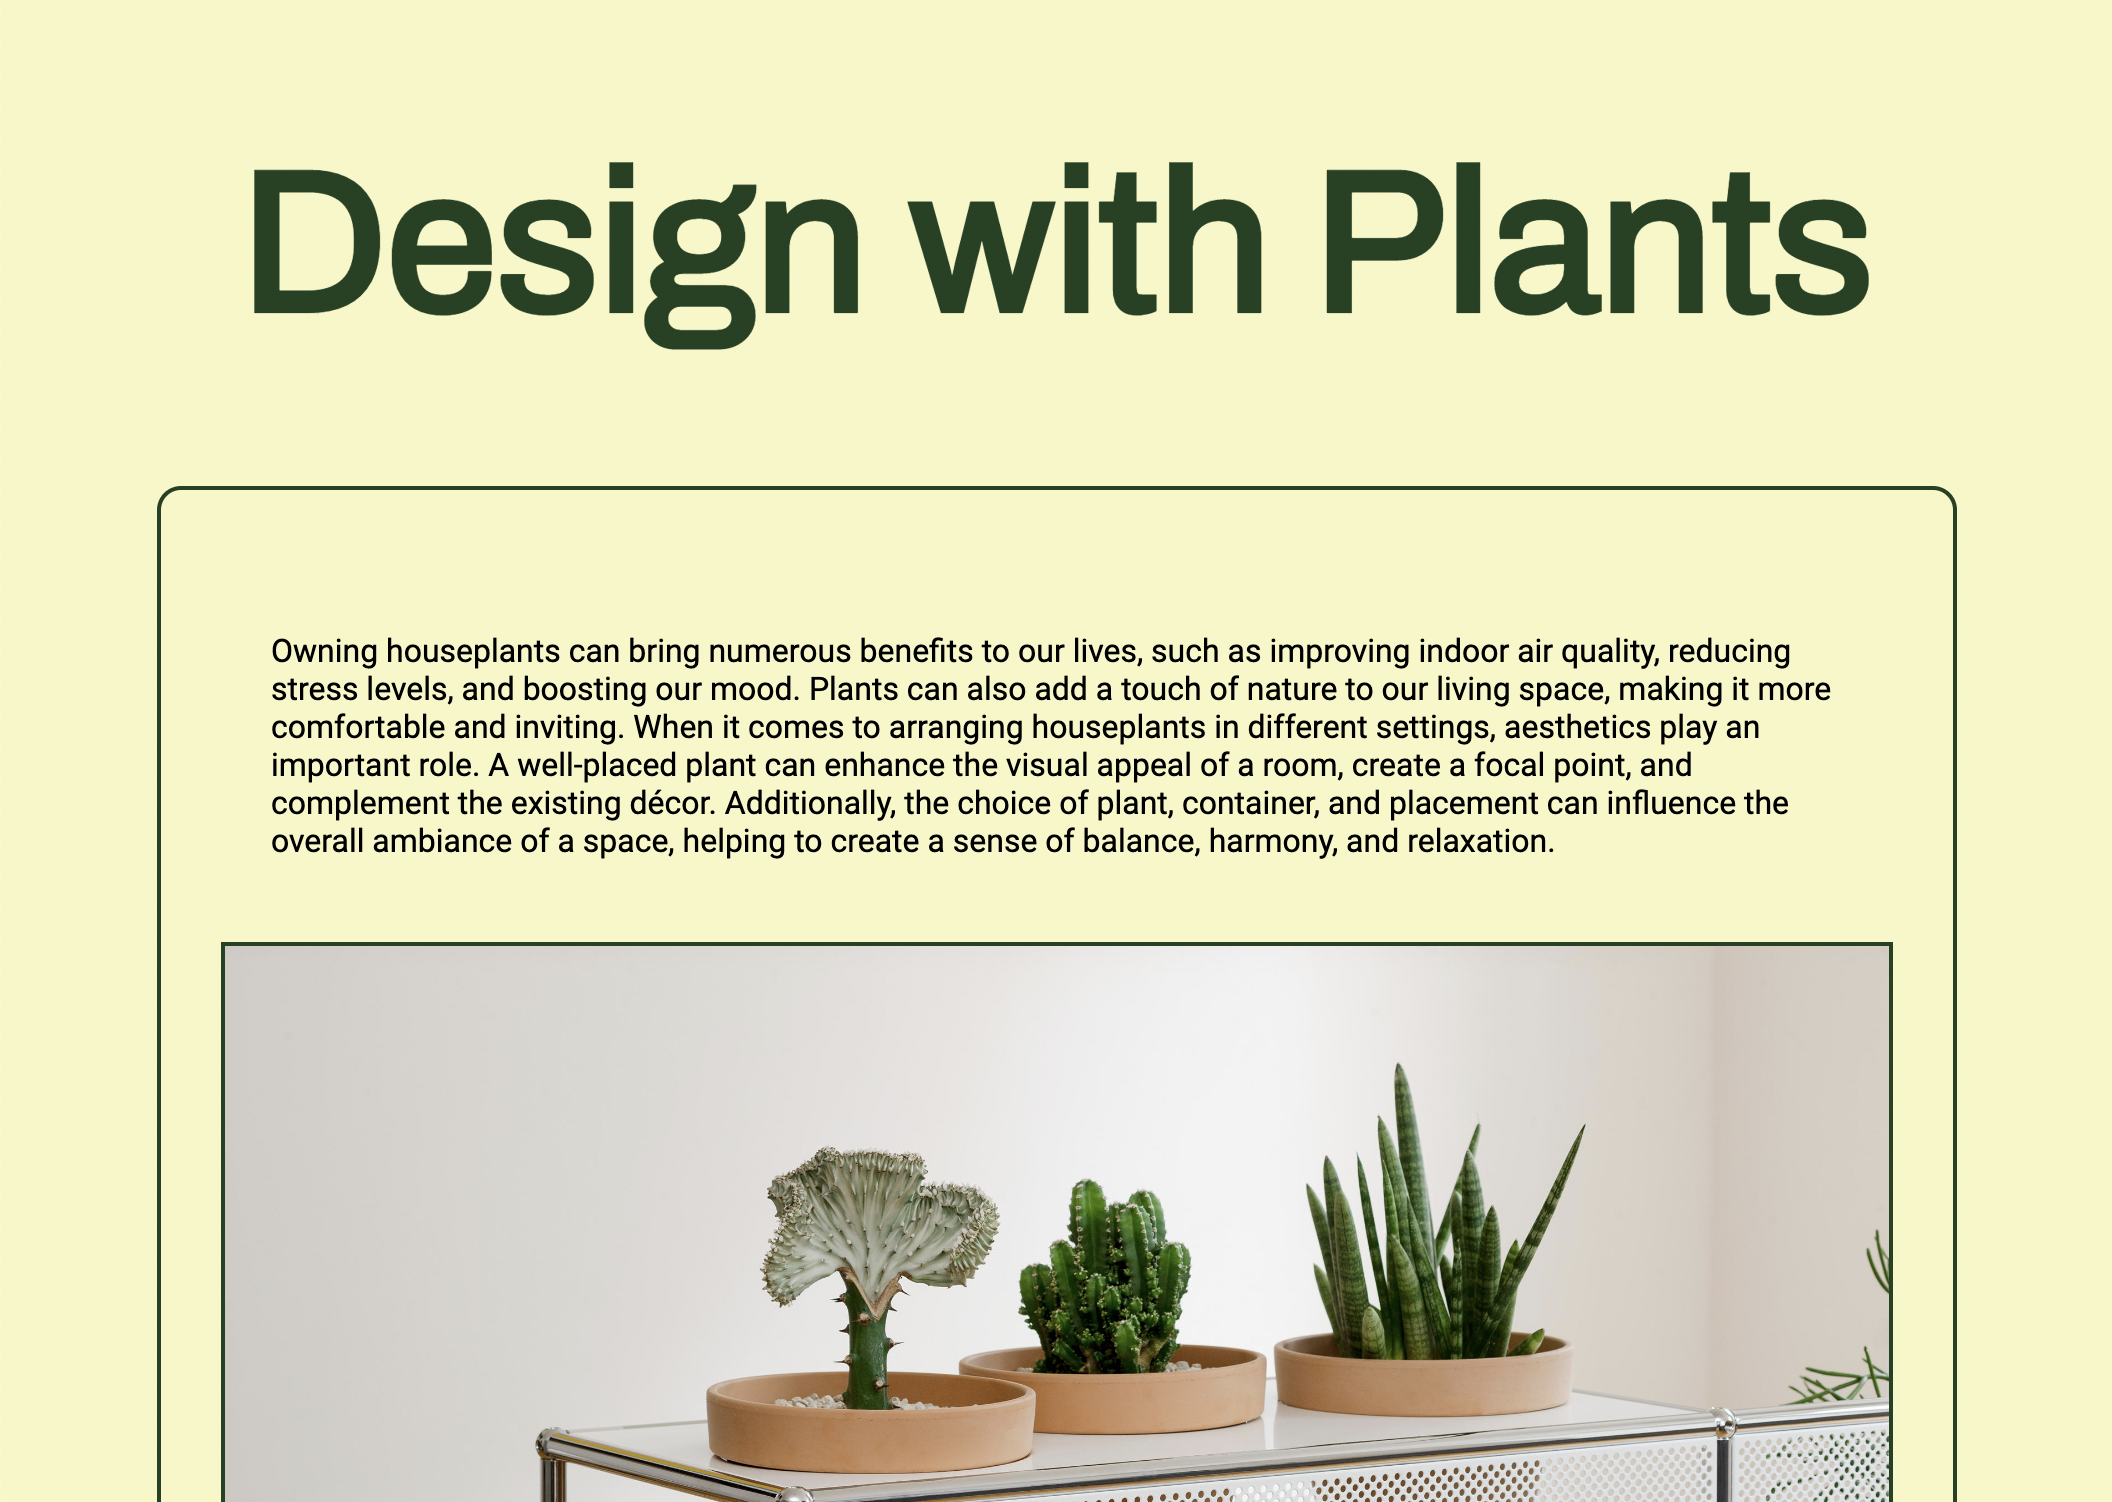 Design with Plants
Owning houseplants can bring numerous benefits to our lives, such as improving indoor air quality, reducing
stress levels, and boosting our mood. Plants can also add a touch of nature to our living space, making it more
comfortable and inviting. When it comes to arranging houseplants in different settings, aesthetics play an
important role. A well-placed plant can enhance the visual appeal of a room, create a focal point, and
complement the existing décor. Additionally, the choice of plant, container, and placement can influence the
overall ambiance of a space, helping to create a sense of balance, harmony, and relaxation.